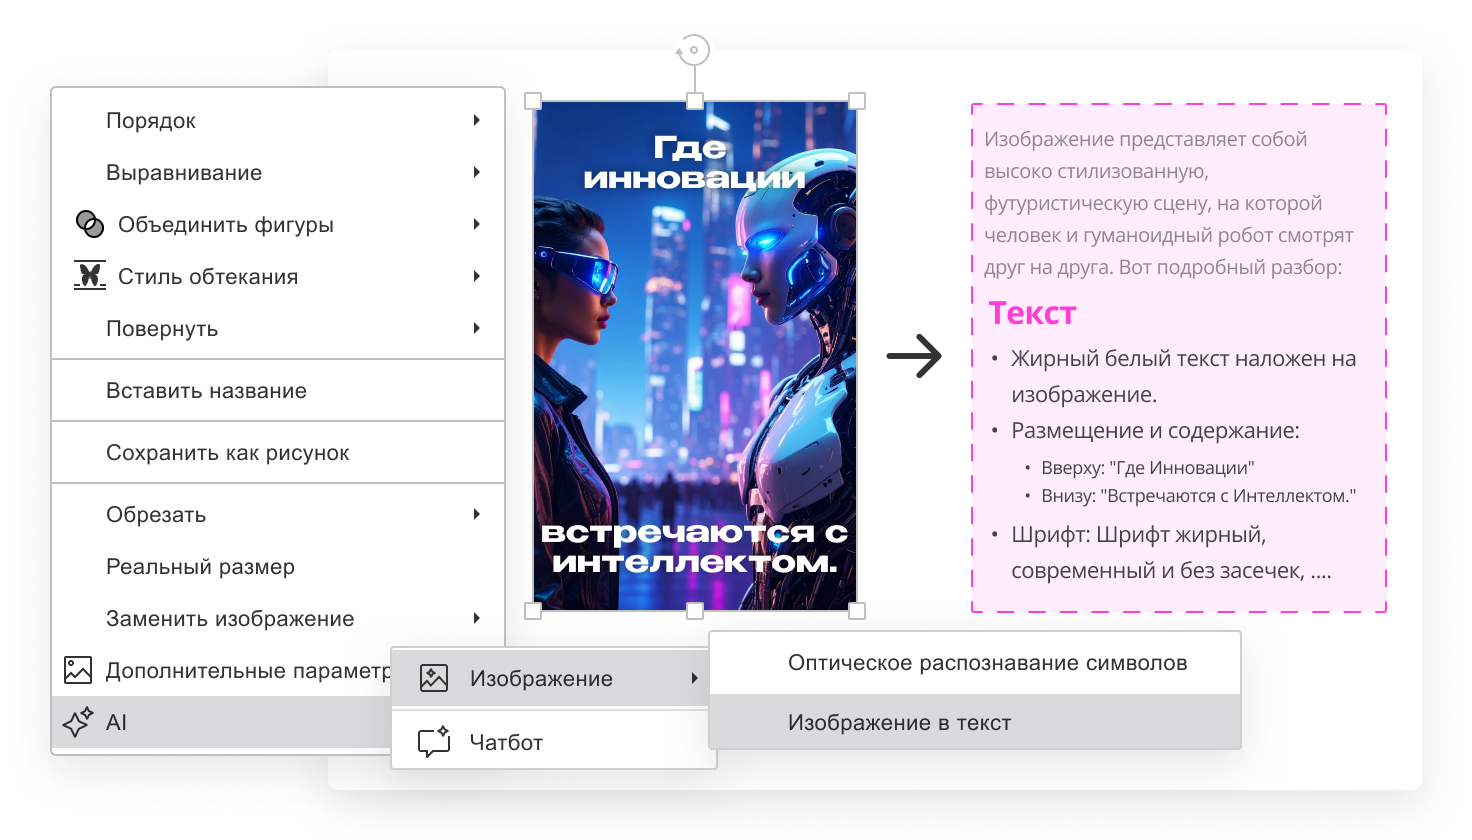 Порядок
Выравнивание
Объединить фигуры
Стиль обтекания
Повернуть
Вставить название
Сохранить как рисунок
Обрезать
Реальный размер
Заменить изображение
Дополнительные параметр
AI
Изображение
Чатбот
Оптическое распознавание символов
Изображение в текст
Где
инновации
встречаются с
интеллектом.
Изображение представляет собой
высоко стилизованную,
футуристическую сцену, на которой
человек и гуманоидный робот смотрят
друг на друга. Вот подробный разбор:
Текст
• Жирный белый текст наложен на
изображение.
• Размещение и содержание:
• Вверху: "Где Инновации"
• Внизу: "Встречаются с Интеллектом."
• Шрифт: Шрифт жирный,
современный и без засечек, ....